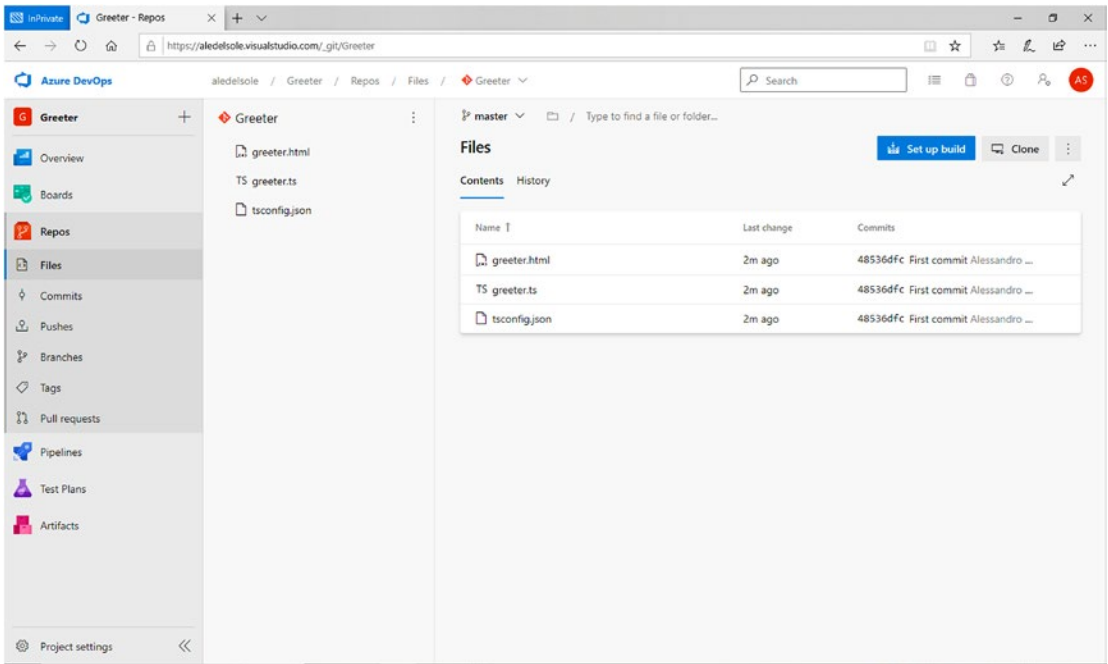 InPrivate Greeter - Repos
https://aledelsole.visualstudio.com/_git/Greeter
Azure DevOps aledelsole / Greeter / Repos / Files / Greeter Search AS
G Greeter
Overview
Boards
Repos
Files
Commits
Pushes
Branches
Tags
Pull requests
Pipelines
Test Plans
Artifacts
Project settings
Greeter
greeter.html
TS greeter.ts
tsconfig.json
master / Type to find a file or folder...
Files Set up build Clone
Contents History
Name Last change Commits
greeter.html 2m ago 48536dfc First commit Alessandro ...
TS greeter.ts 2m ago 48536dfc First commit Alessandro ...
tsconfig.json 2m ago 48536dfc First commit Alessandro ...